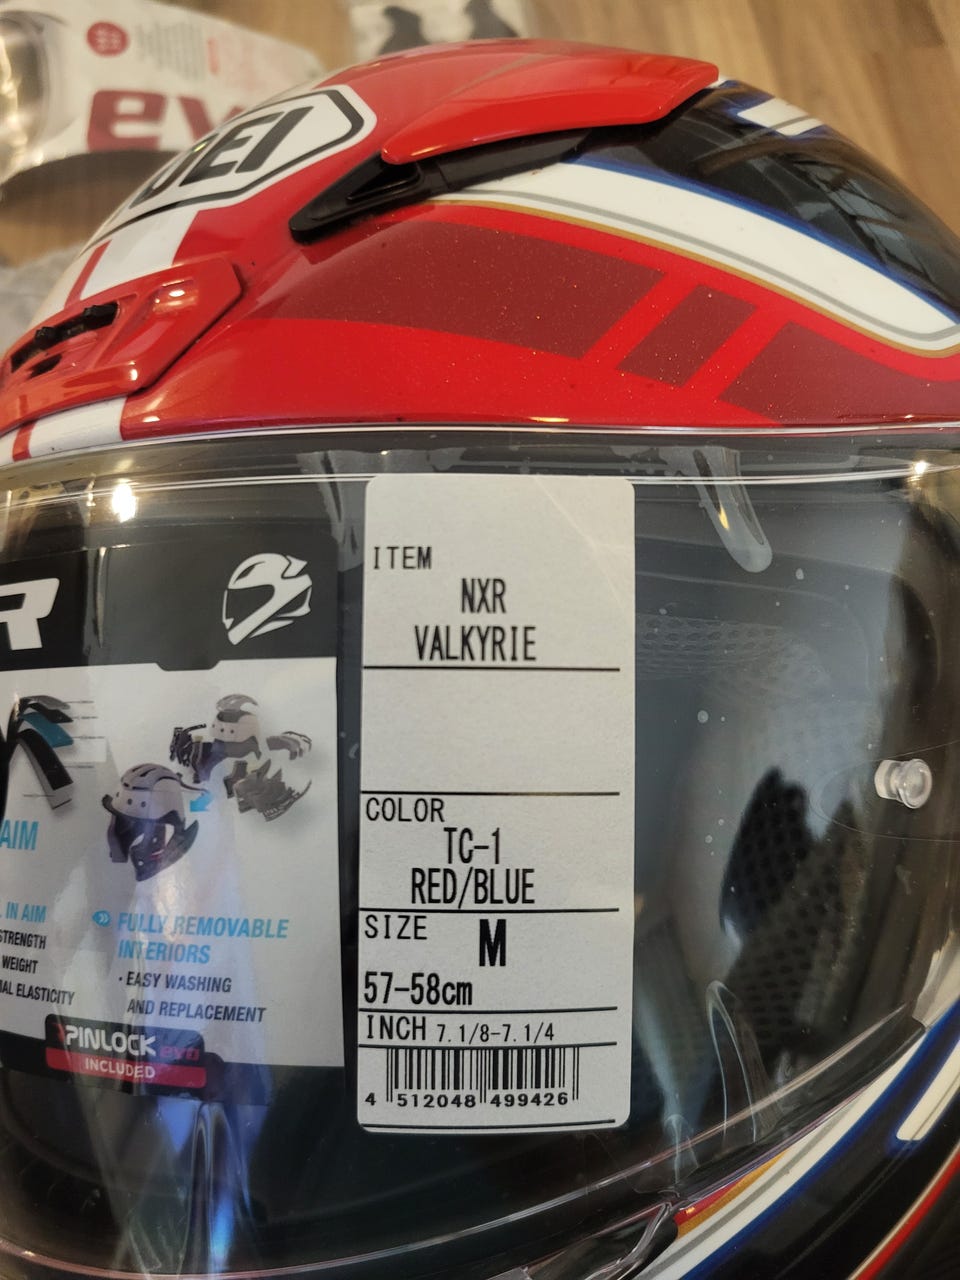 ITEM
NXR
VALKYRIE
COLOR
TC-1
RED/BLUE
SIZE M
57-58cm
INCH 7.1/8-7.1/4
4 512048 499426
R
AIM
IN AIM
STRENGTH
WEIGHT
ELASTICITY
FULLY REMOVABLE
INTERIORS
· EASY WASHING
AND REPLACEMENT
PINLOCK evo
INCLUDED